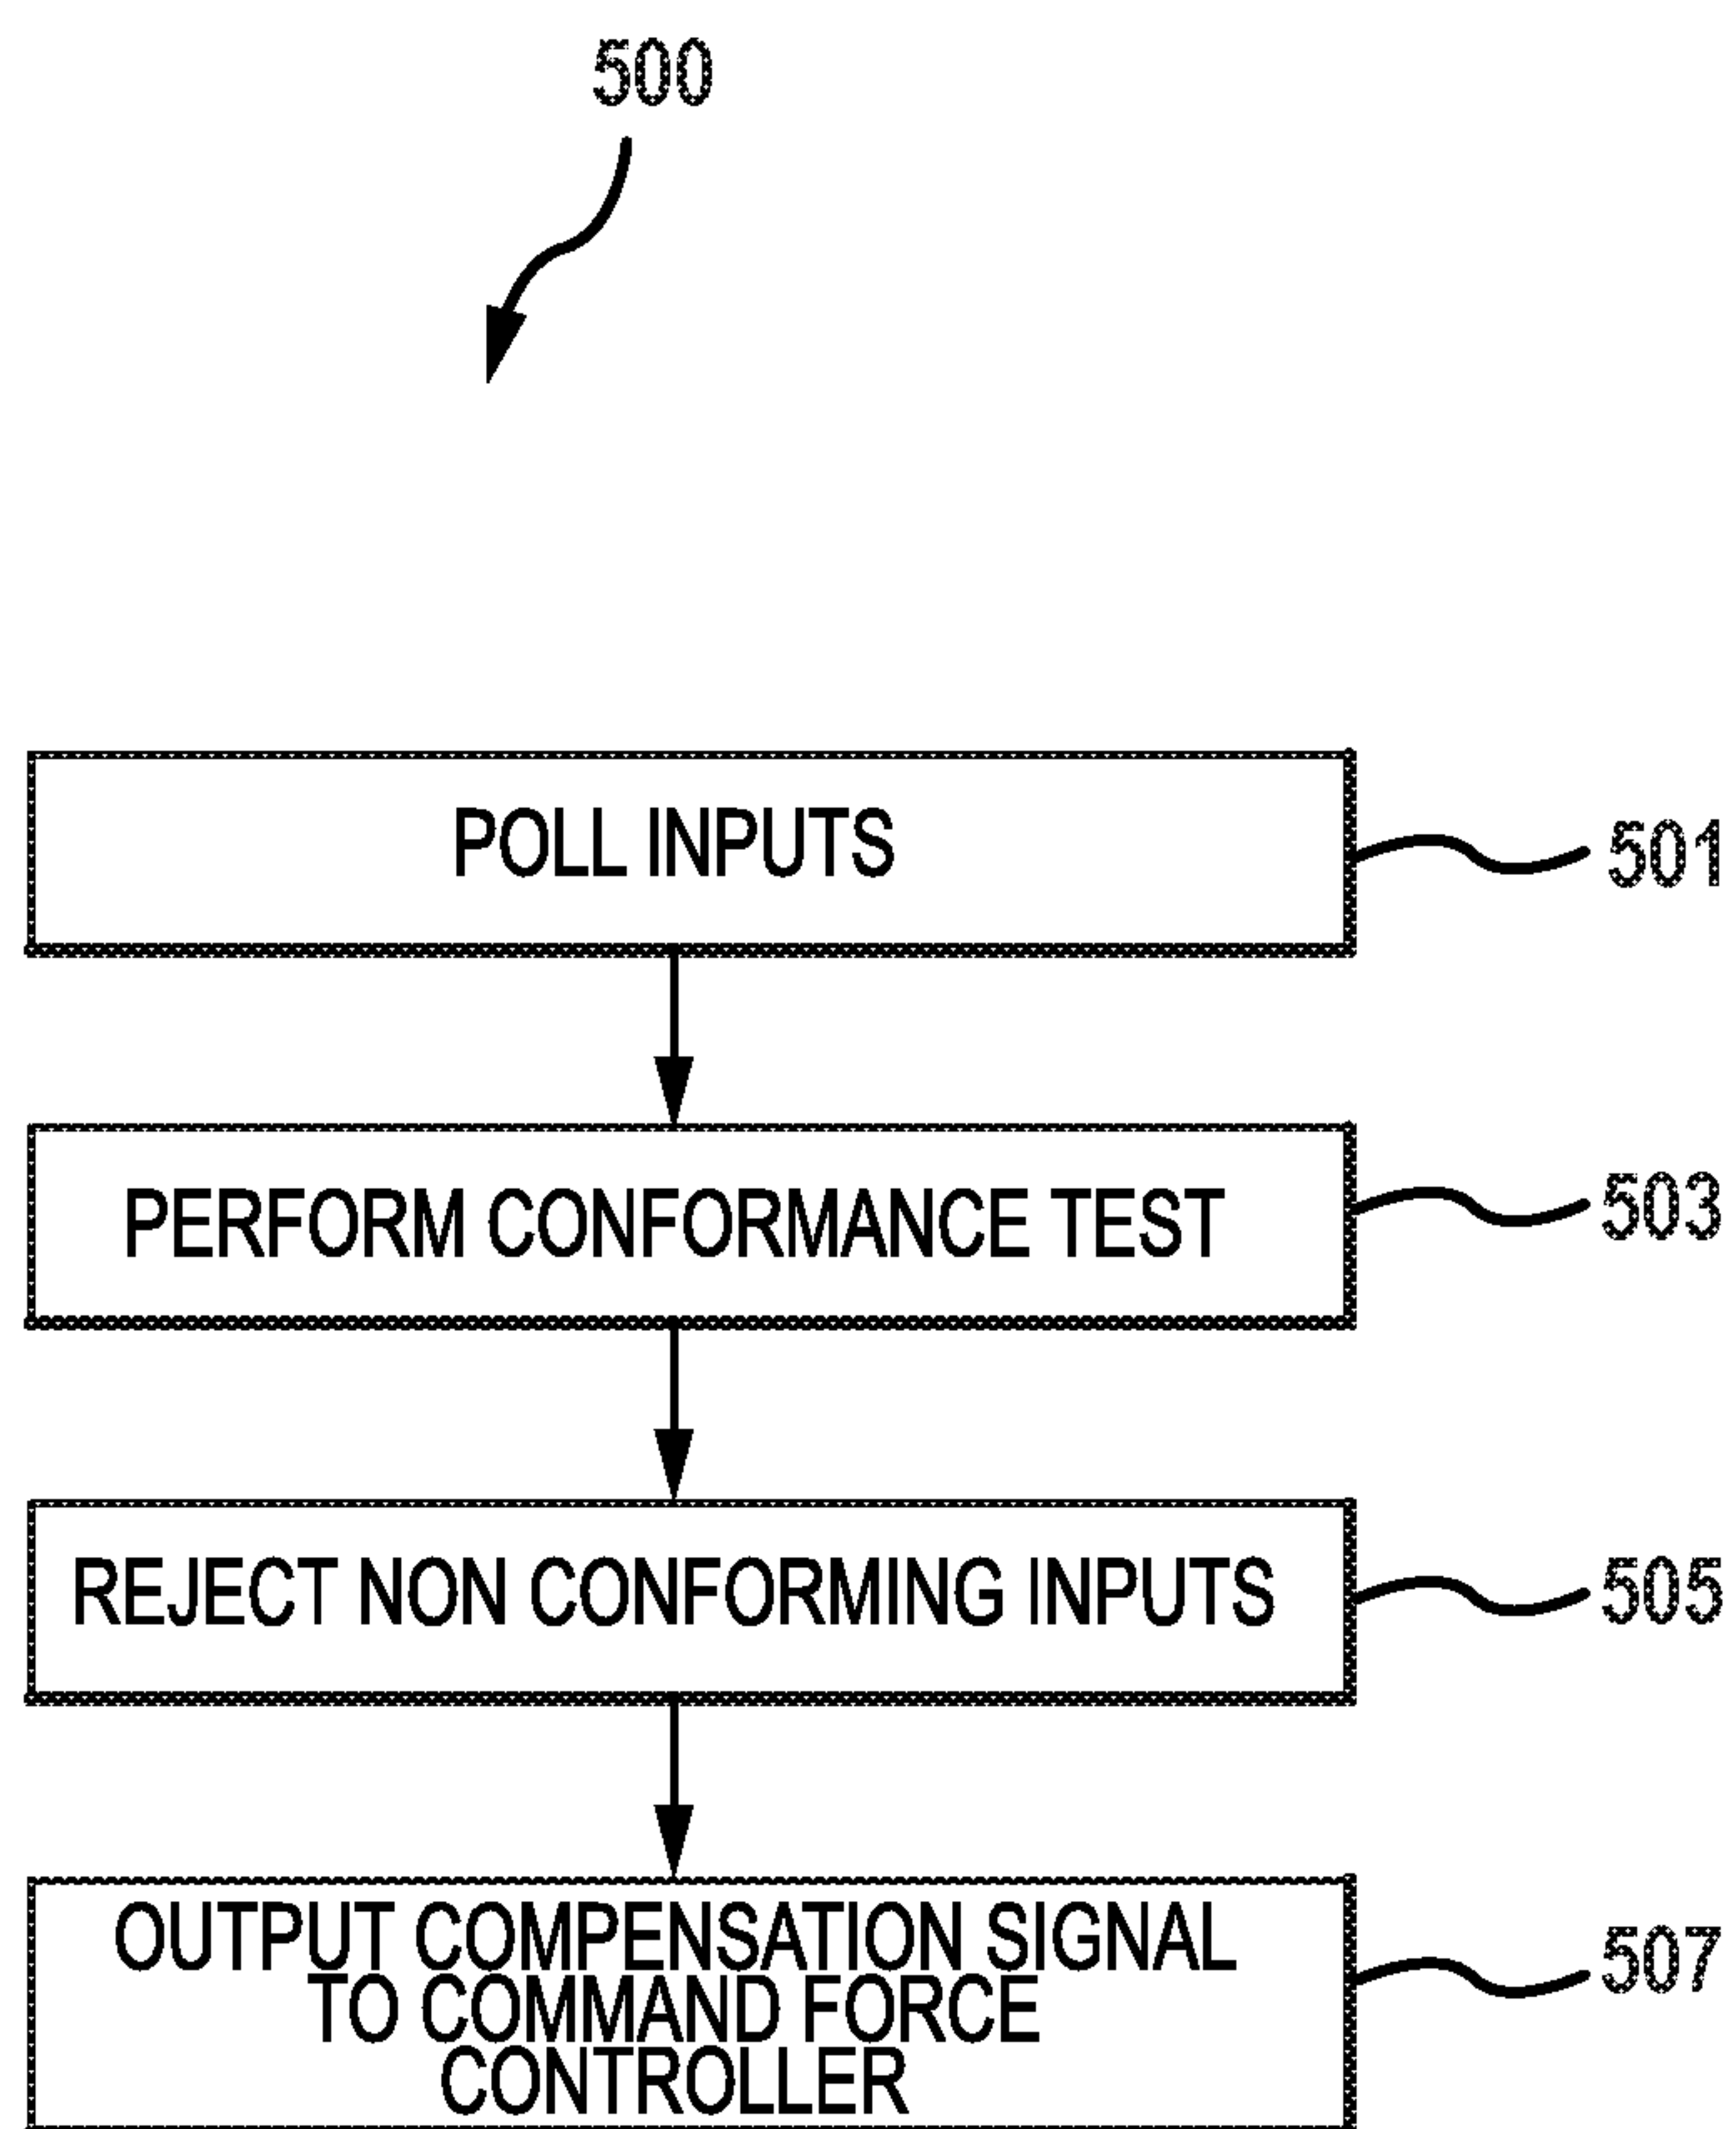 500
POLL INPUTS
501
PERFORM CONFORMANCE TEST
503
REJECT NON CONFORMING INPUTS
505
OUTPUT COMPENSATION SIGNAL
TO COMMAND FORCE
CONTROLLER
507